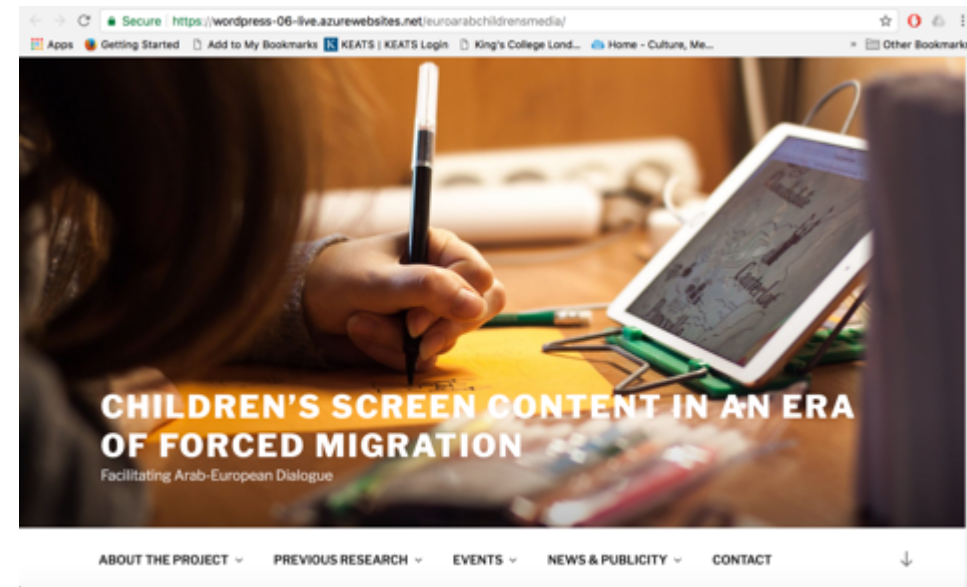 Secure https://wordpress-06-live.azurewebsites.net/euroarabchildrensmedia/
Apps Getting Started Add to My Bookmarks K KEATS | KEATS Login King's College Lond... Home - Culture, Me... » Other Bookmarks
CHILDREN'S SCREEN CONTENT IN AN ERA
OF FORCED MIGRATION
Facilitating Arab-European Dialogue
ABOUT THE PROJECT PREVIOUS RESEARCH EVENTS NEWS & PUBLICITY CONTACT